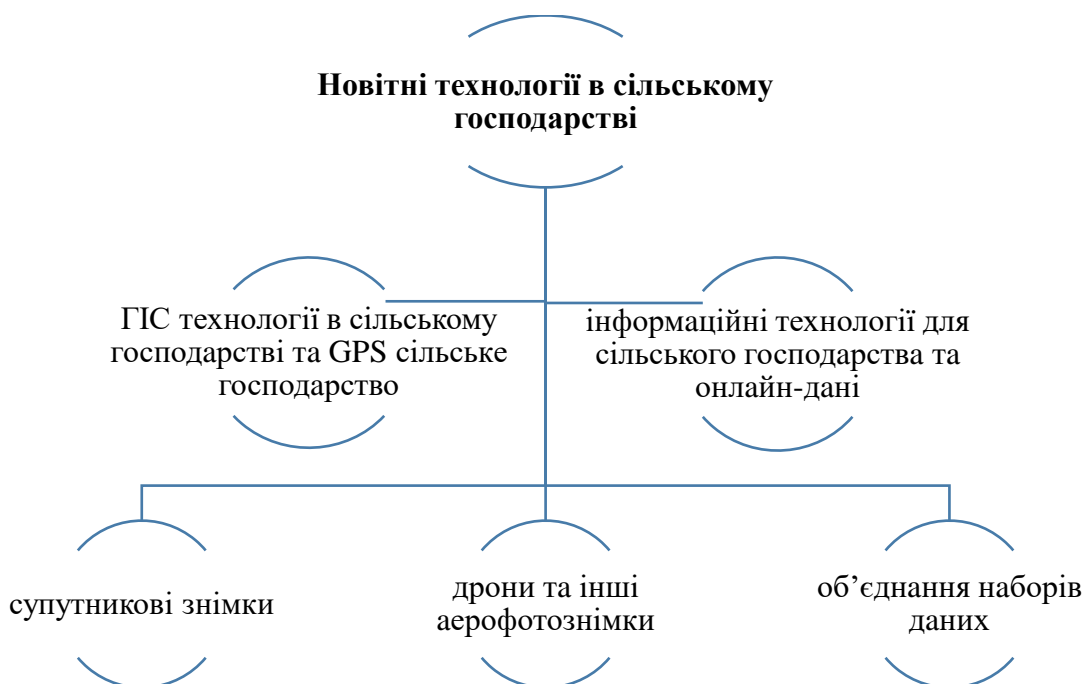 Новітні технології в сільському
господарстві
ГІС технології в сільському
господарстві та GPS сільське
господарство
інформаційні технології для
сільського господарства та
онлайн-дані
супутникові знімки
дрони та інші
аерофотознімки
об’єднання наборів
даних